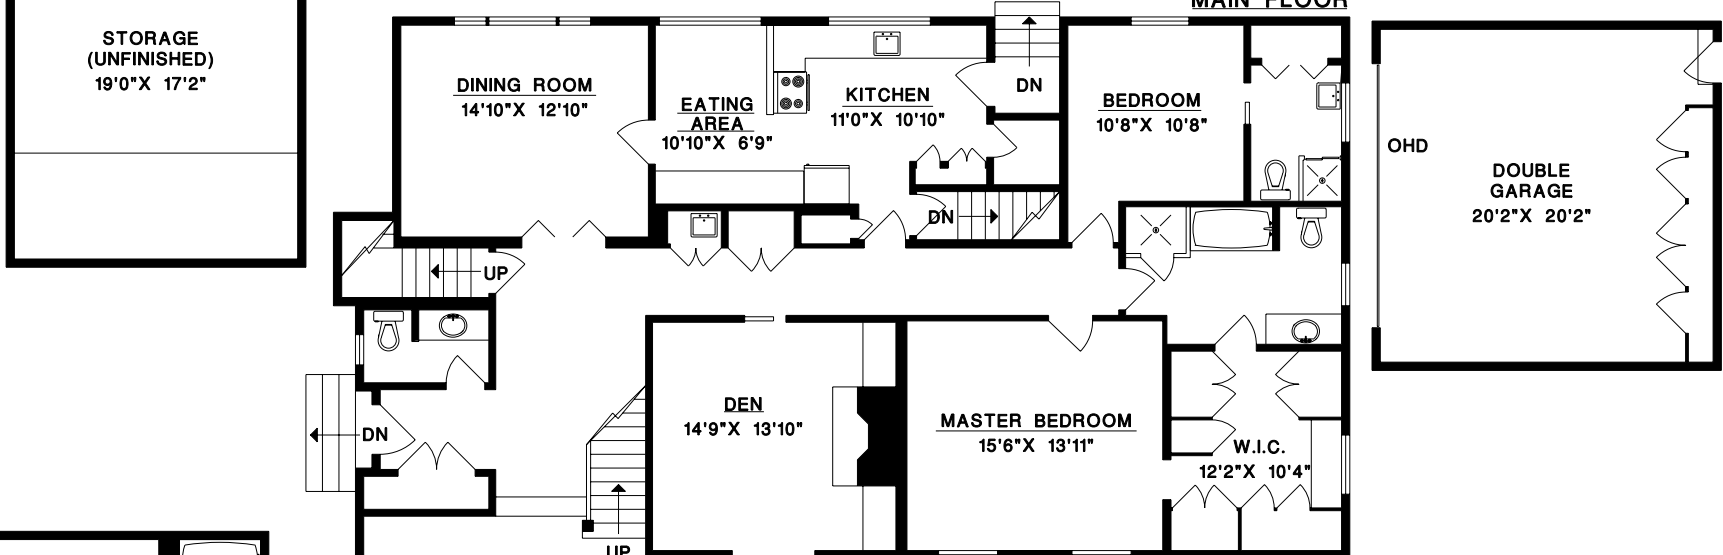 MAIN FLOOR
STORAGE
(UNFINISHED)
19'0"X 17'2"
DINING ROOM
14'10"X 12'10"
EATING
AREA
10'10"X 6'9"
KITCHEN
11'0"X 10'10"
DN
BEDROOM
10'8"X 10'8"
OHD
DOUBLE
GARAGE
20'2"X 20'2"
DN
UP
DEN
14'9"X 13'10"
MASTER BEDROOM
15'6"X 13'11"
W.I.C.
12'2"X 10'4"
DN
UP